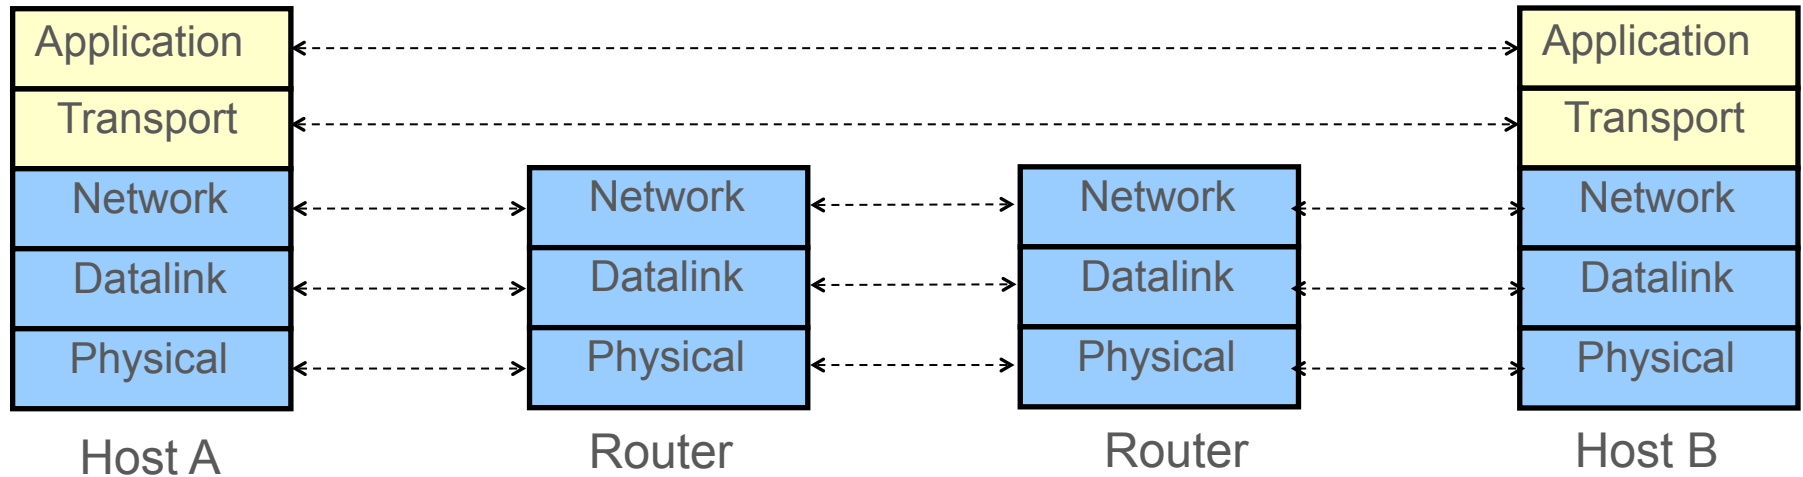 Application
Transport
Network
Datalink
Physical
Host A
Network
Datalink
Physical
Router
Network
Datalink
Physical
Router
Application
Transport
Network
Datalink
Physical
Host B